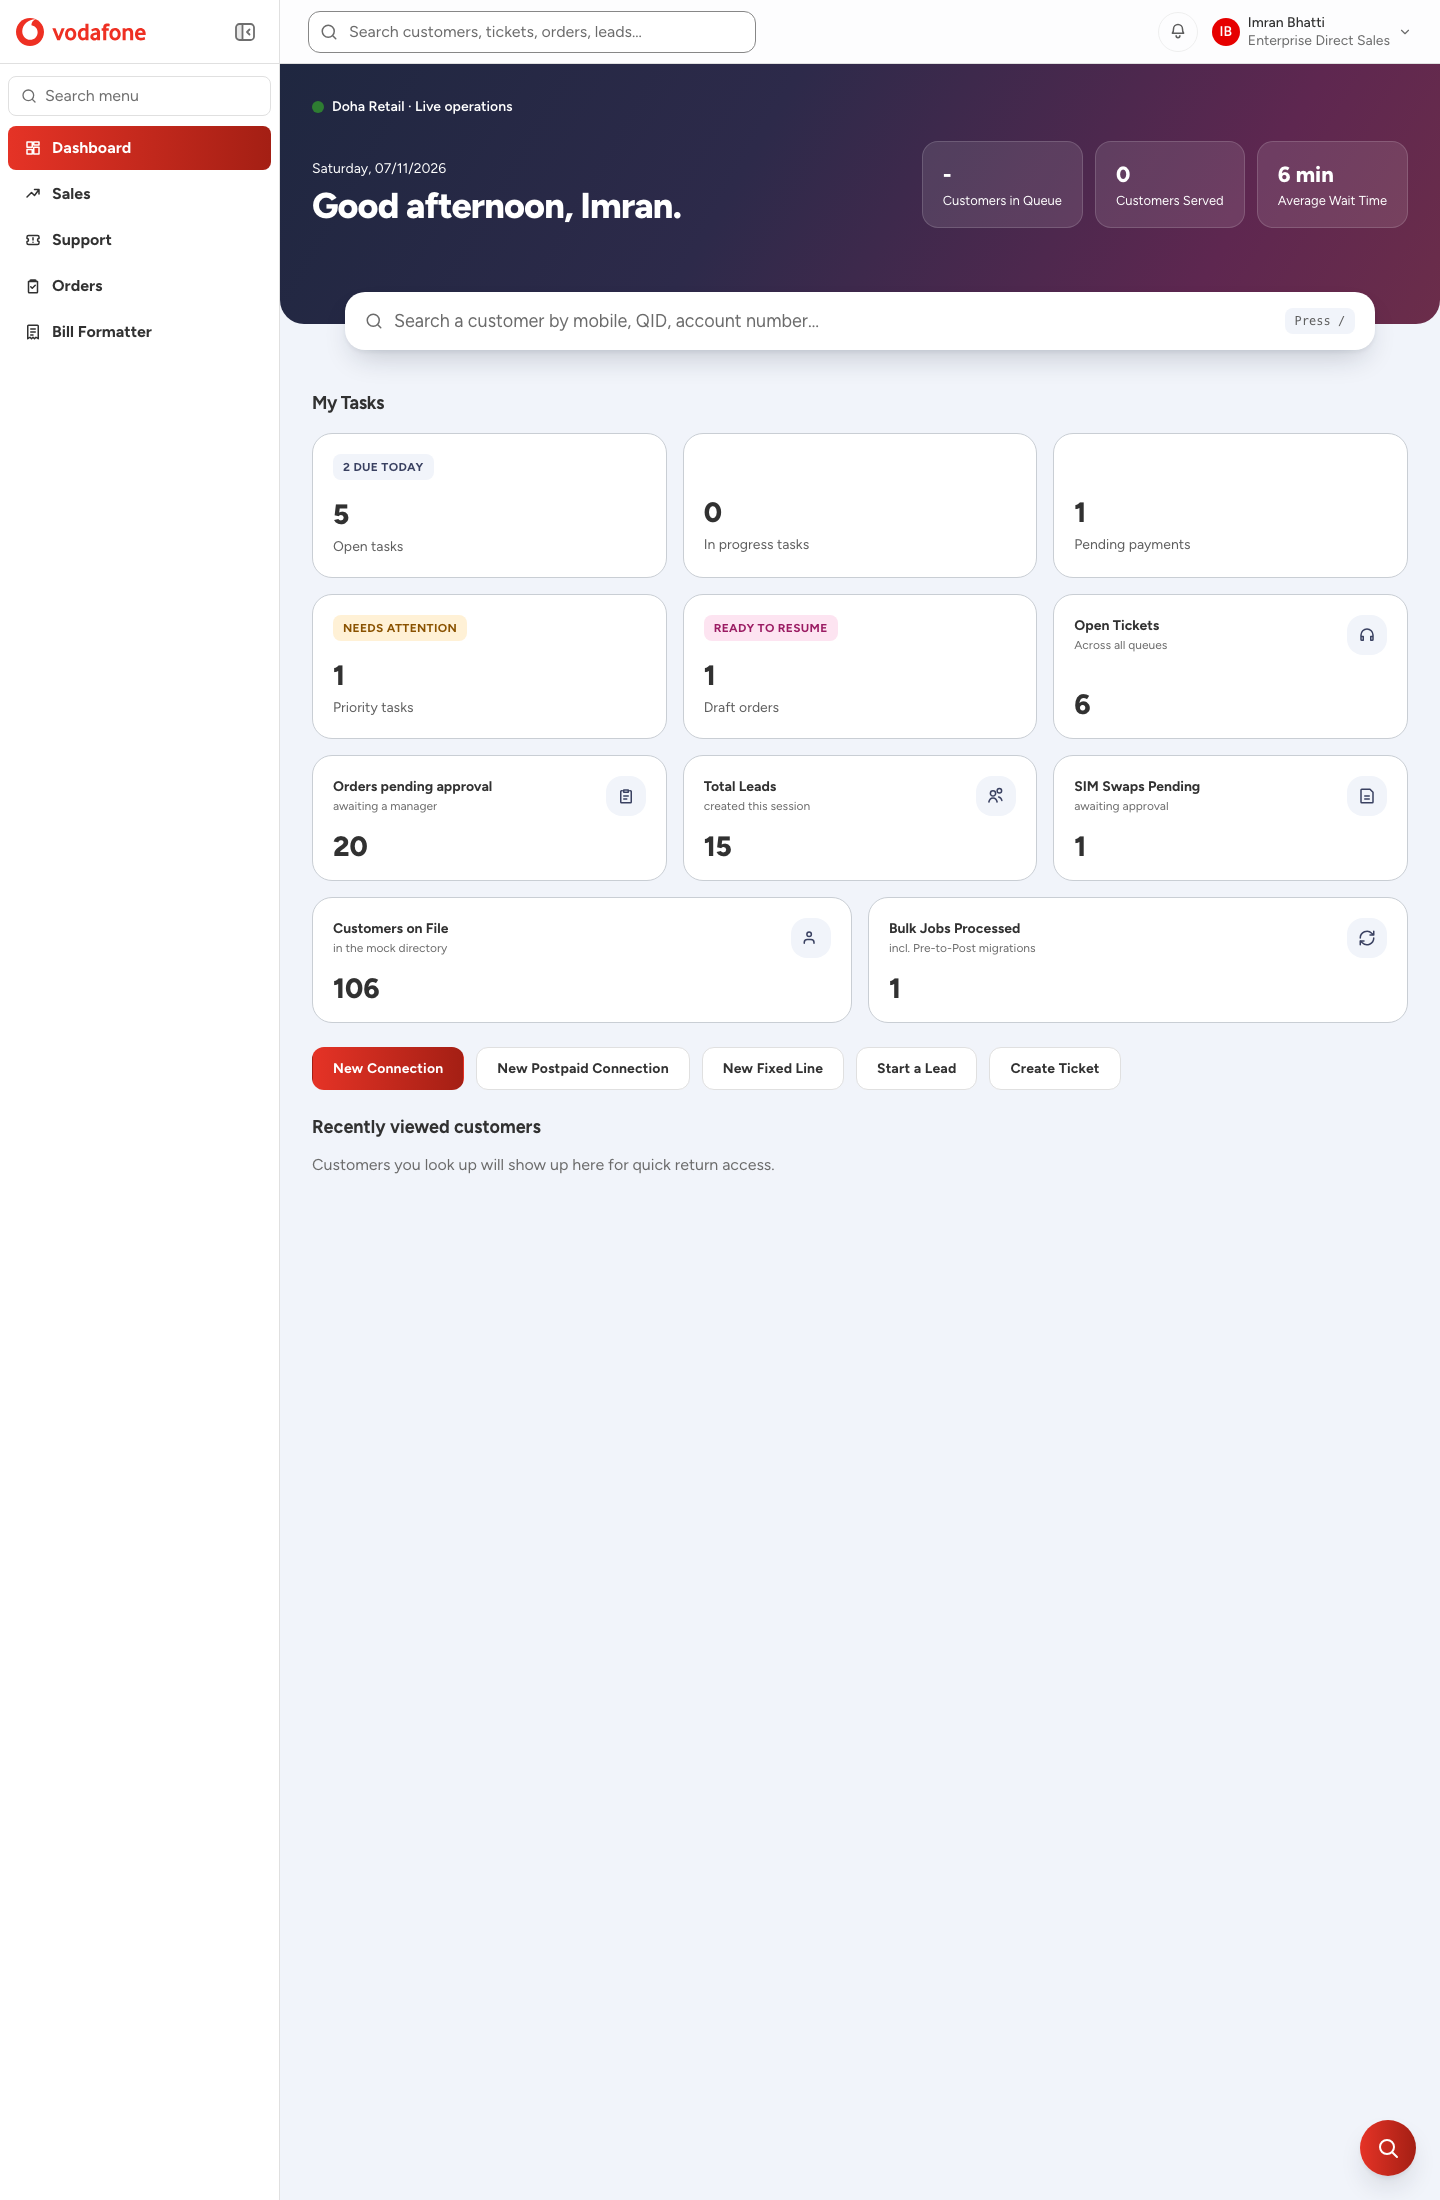 vodafone
Search customers, tickets, orders, leads...
IB
Imran Bhatti
Enterprise Direct Sales
Search menu
Dashboard
Sales
Support
Orders
Bill Formatter
Doha Retail · Live operations
Saturday, 07/11/2026
Good afternoon, Imran.
-
Customers in Queue
0
Customers Served
6 min
Average Wait Time
Search a customer by mobile, QID, account number...
Press /
My Tasks
2 DUE TODAY
5
Open tasks
0
In progress tasks
1
Pending payments
NEEDS ATTENTION
1
Priority tasks
READY TO RESUME
1
Draft orders
Open Tickets
Across all queues
6
Orders pending approval
awaiting a manager
20
Total Leads
created this session
15
SIM Swaps Pending
awaiting approval
1
Customers on File
in the mock directory
106
Bulk Jobs Processed
incl. Pre-to-Post migrations
1
New Connection
New Postpaid Connection
New Fixed Line
Start a Lead
Create Ticket
Recently viewed customers
Customers you look up will show up here for quick return access.